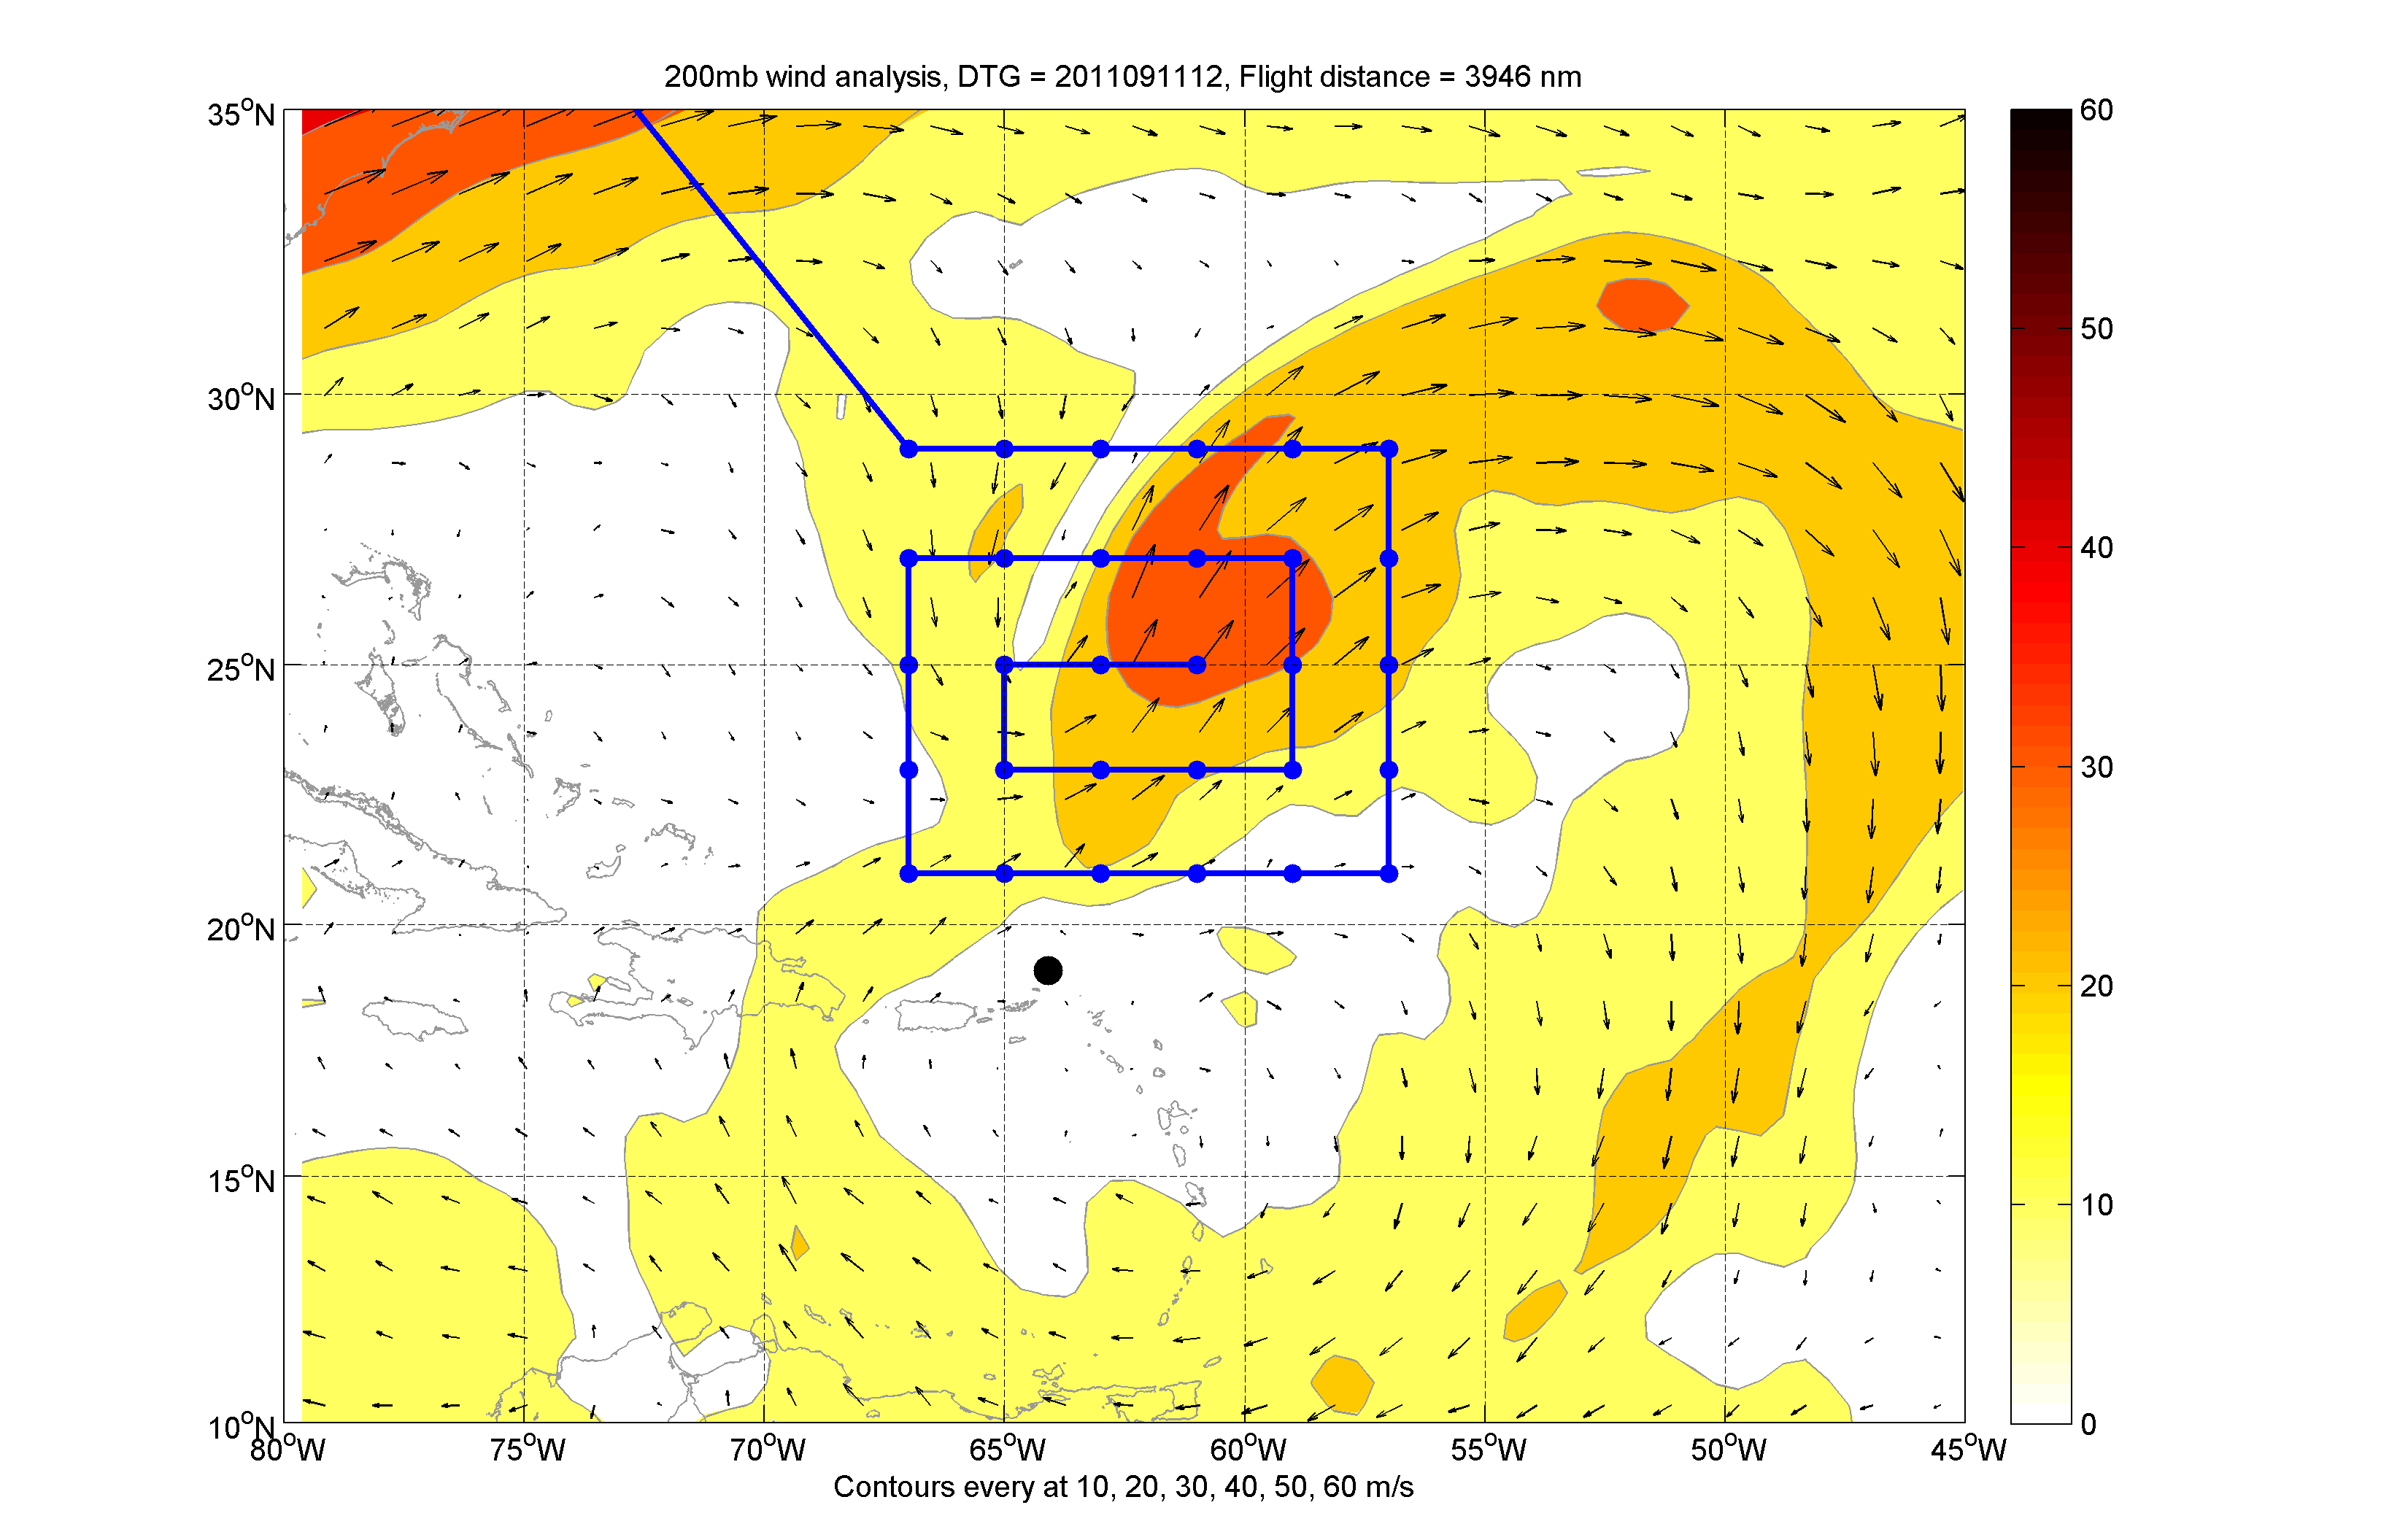 200mb wind analysis, DTG = 2011091112, Flight distance = 3946 nm
35°N
30°N
25°N
20°N
15°N
10°N
80°W 75°W 70°W 65°W 60°W 55°W 50°W 45°W
60
50
40
30
20
10
0
Contours every at 10, 20, 30, 40, 50, 60 m/s